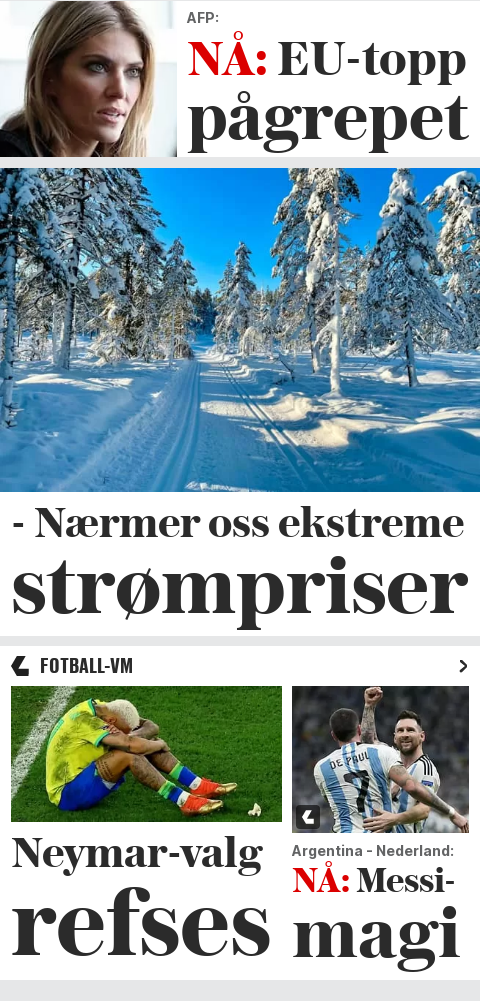 AFP:
NÅ: EU-topp
pågrepet
- Nærmer oss ekstreme
strømpriser
FOTBALL-VM
DE PAUL
7
Neymar-valg
refses
Argentina - Nederland:
NÅ: Messi-
magi